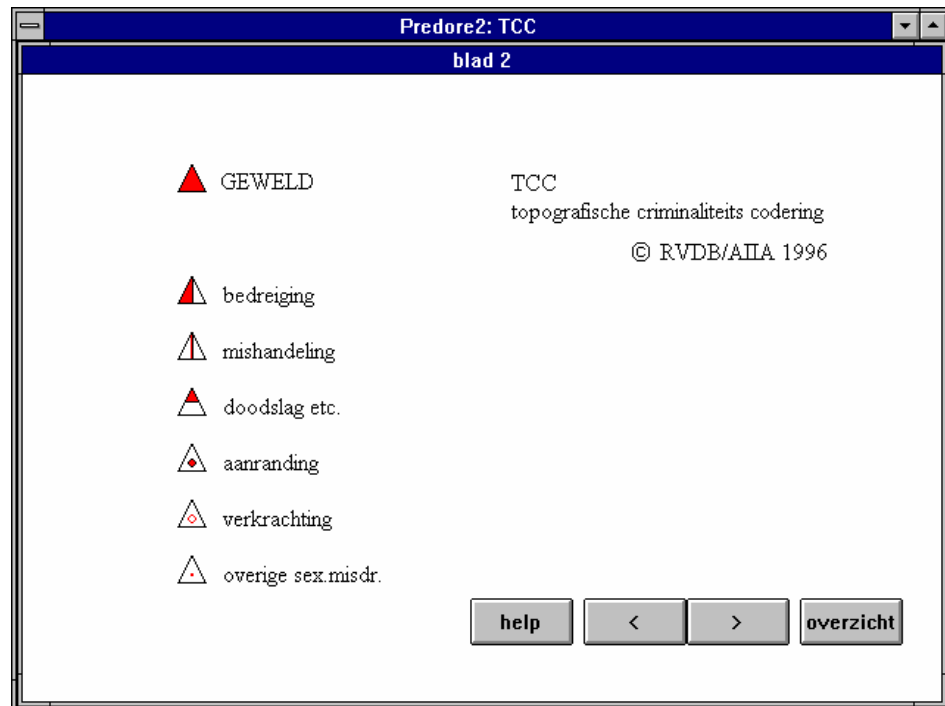 Predore2: TCC
blad 2
GEWELD
TCC
topografische criminaliteits codering
© RVDB/AIIA 1996
bedreiging
mishandeling
doodslag etc.
aanranding
verkrachting
overige sex.misdr.
help
<
>
overzicht